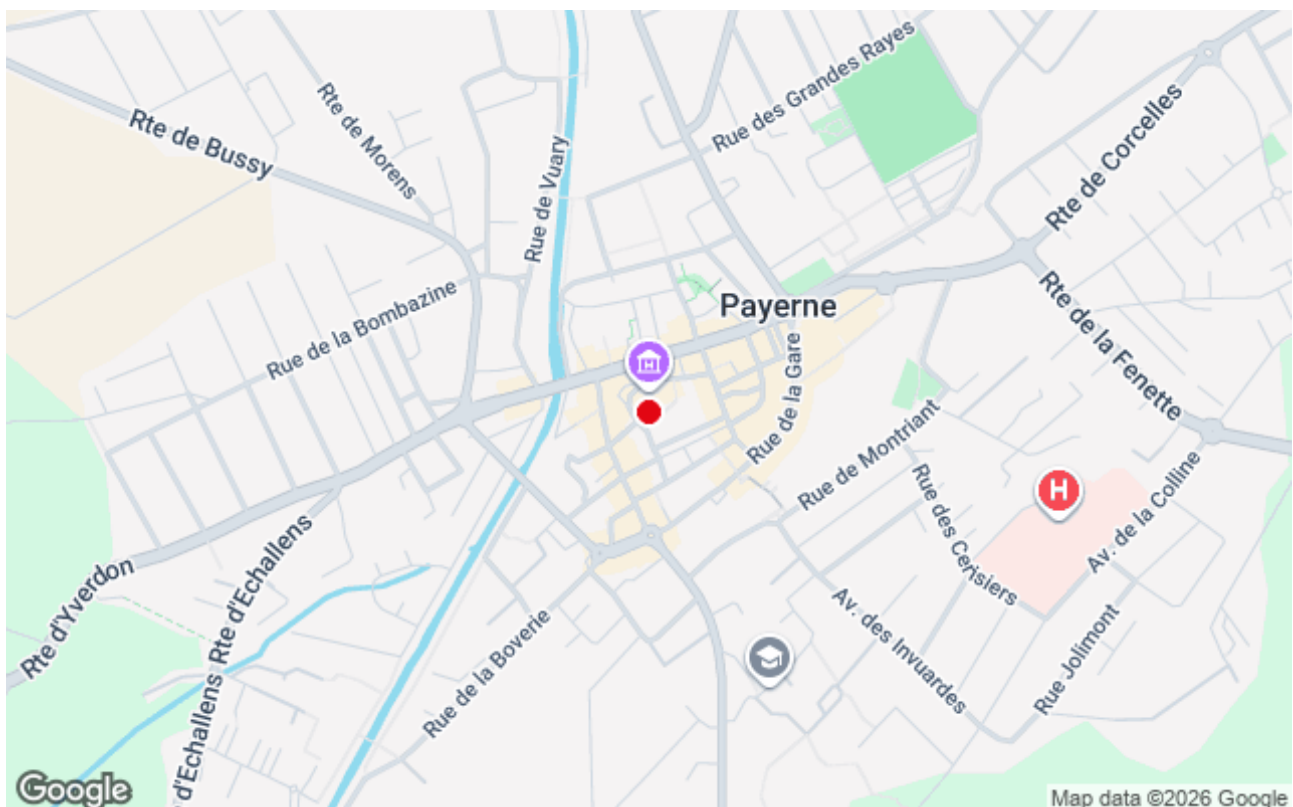 Rue des Grandes Rayes
Rte de Bussy
Rte de Morens
Rue de Vuary
Rte de Corcelles
Rue de la Bombazine
Payerne
Rte de la Fenette
Rue de la Gare
Rue de Montriant
H
Rue des Cerisiers
Av. de la Colline
Rte d'Yverdon
Rte d'Echallens
Rte d'Echallens
Rue de la Boverie
Av. des Invuardes
Rue Jolimont
Google
Map data ©2026 Google